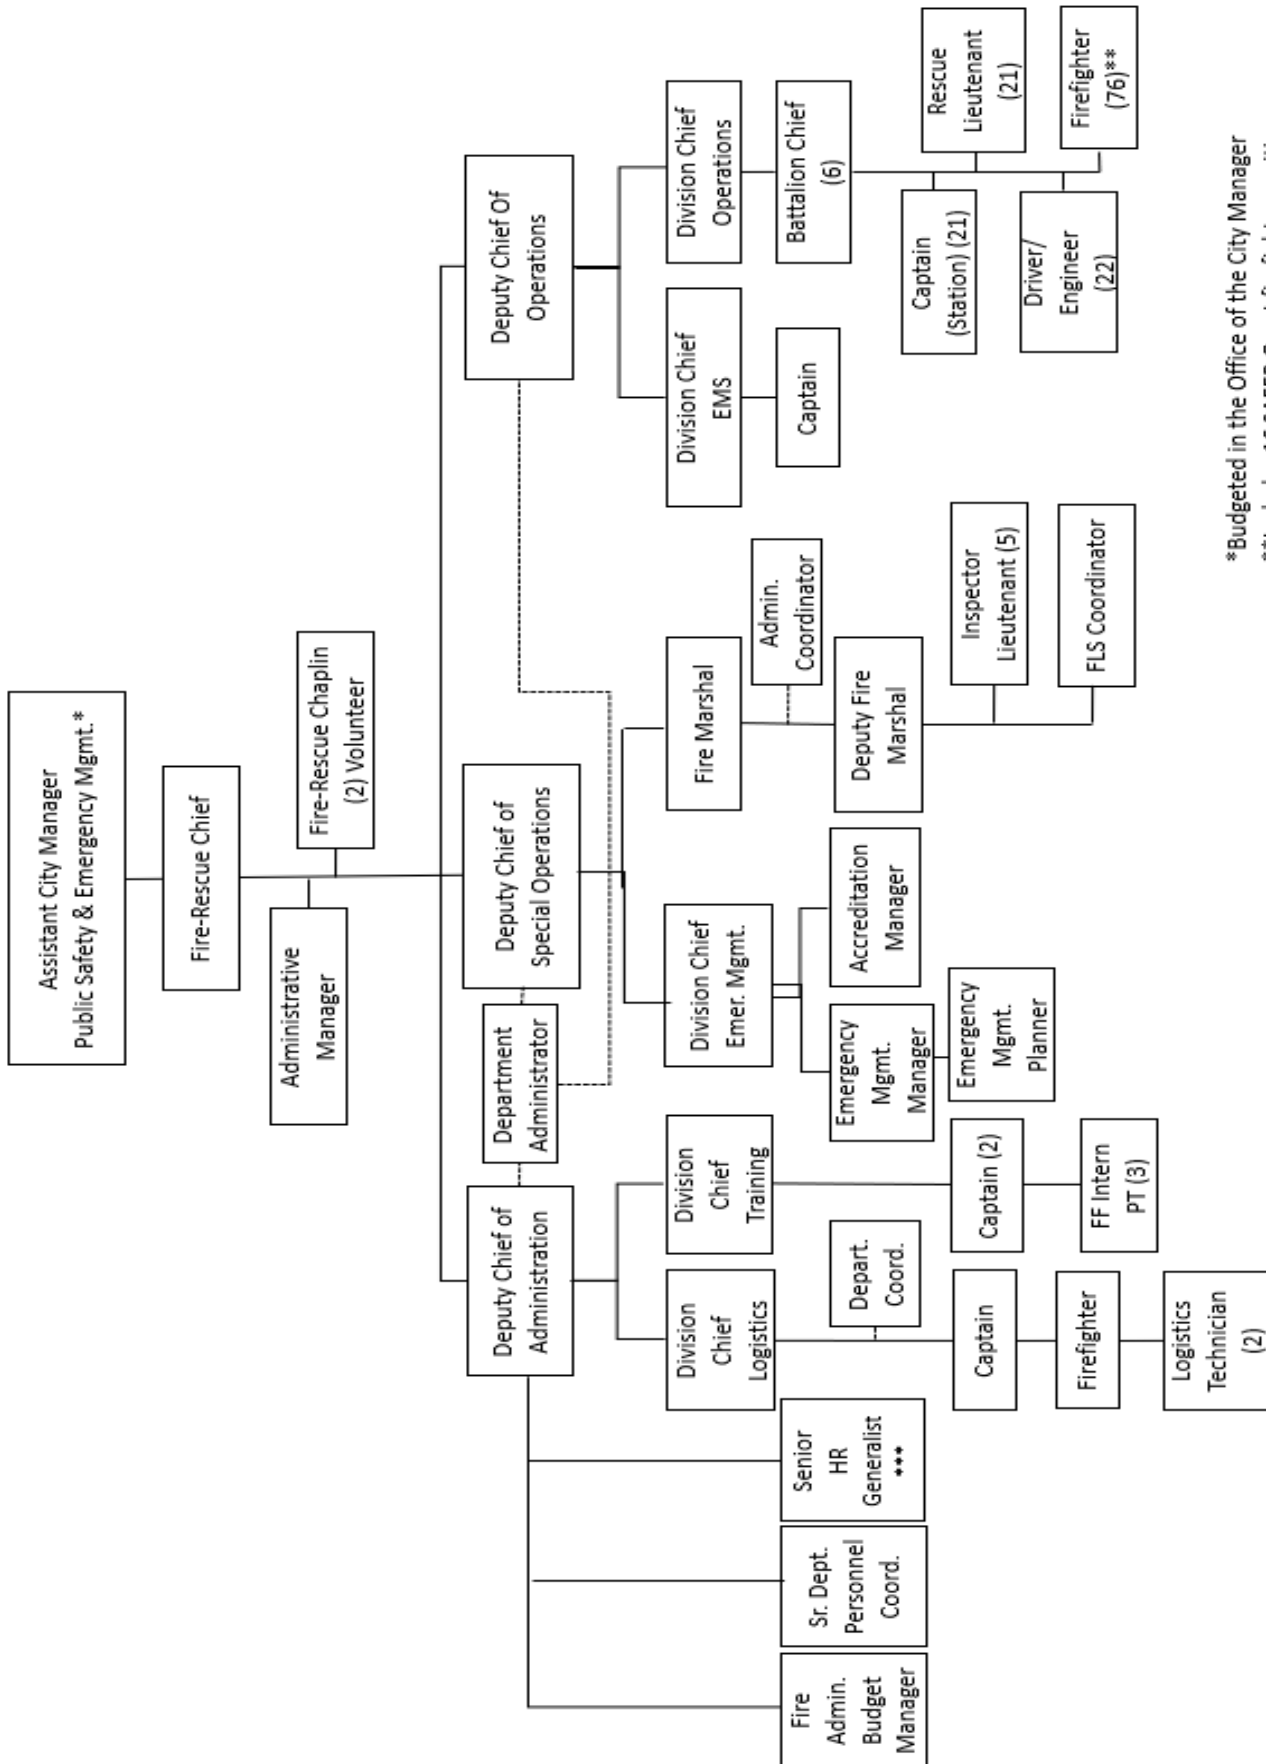 Assistant City Manager
Public Safety & Emergency Mgmt.*
Fire-Rescue Chief
Administrative
Manager
Fire-Rescue Chaplin
(2) Volunteer
Deputy Chief of
Administration
Department
Administrator
Deputy Chief of
Special Operations
Deputy Chief Of
Operations
Fire
Admin.
Budget
Manager
Sr. Dept.
Personnel
Coord.
Senior
HR
Generalist
***
Division
Chief
Logistics
Depart.
Coord.
Captain
Firefighter
Logistics
Technician
(2)
Division
Chief
Training
Captain (2)
FF Intern
PT (3)
Division Chief
Emer. Mgmt.
Emergency
Mgmt.
Manager
Emergency
Mgmt.
Planner
Accreditation
Manager
Fire Marshal
Admin.
Coordinator
Deputy Fire
Marshal
Inspector
Lieutenant (5)
FLS Coordinator
Division Chief
EMS
Captain
Division Chief
Operations
Battalion Chief
(6)
Captain
(Station) (21)
Rescue
Lieutenant
(21)
Driver/
Engineer
(22)
Firefighter
(76)**
*Budgeted in the Office of the City Manager